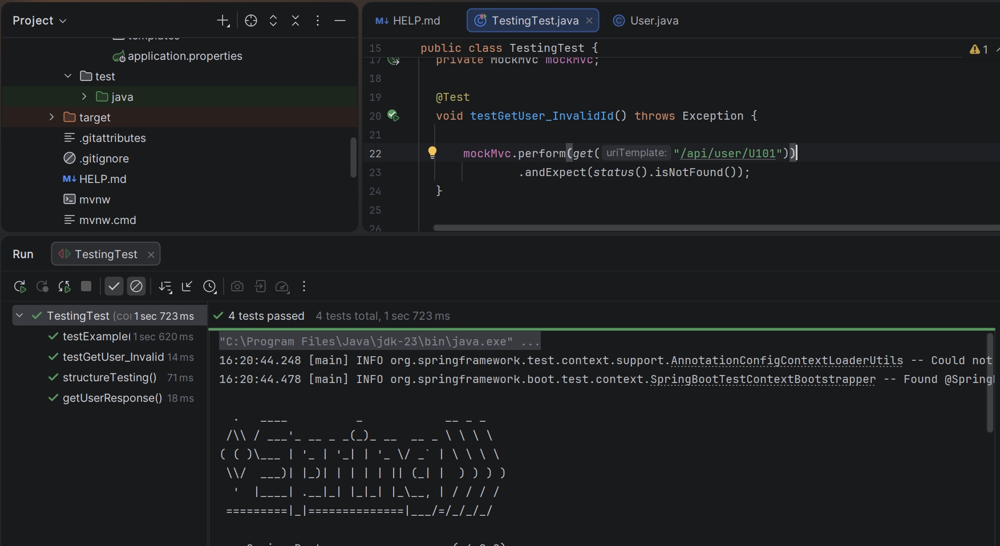 Project
application.properties
test
java
target
.gitattributes
.gitignore
M↓ HELP.md
mvnw
mvnw.cmd
M↓ HELP.md
TestingTest.java
User.java
15 public class TestingTest {
1
17 private MockMvc mockMvc;
18
19 @Test
20 void testGetUser_InvalidId() throws Exception {
21
22 mockMvc.perform(get( uriTemplate: "/api/user/U101"))
23 .andExpect(status().isNotFound());
24 }
25
26
Run
TestingTest
TestingTest (con 1 sec 723 ms
testExample( 1 sec 620 ms
testGetUser_Invalid 14 ms
structureTesting() 71 ms
getUserResponse() 18 ms
4 tests passed 4 tests total, 1 sec 723 ms
"C:\Program Files\Java\jdk-23\bin\java.exe" ...
16:20:44.248 [main] INFO org.springframework.test.context.support.AnnotationConfigContextLoaderUtils -- Could not
16:20:44.478 [main] INFO org.springframework.boot.test.context.SpringBootTestContextBootstrapper -- Found @Spring
  .   ____          _            __ _ _
 /\\ / ___'_ __ _ _(_)_ __  __ _ \ \ \ \
( ( )\___ | '_ | '_| | '_ \/ _` | \ \ \ \
 \\/  ___)| |_)| | | | | || (_| |  ) ) ) )
  '  |____| .__|_| |_|_| |_\__, | / / / /
 =========|_|==============|___/=/_/_/_/